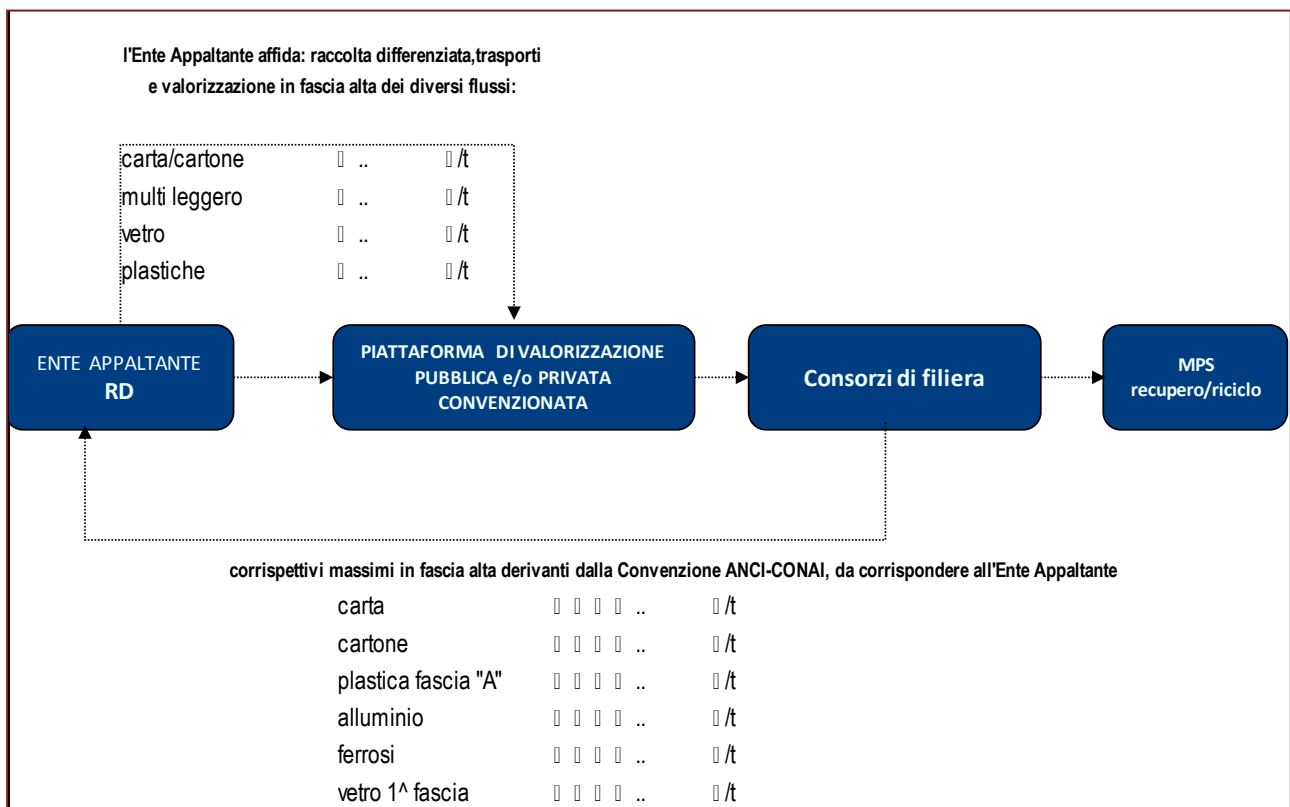 l'Ente Appaltante affida: raccolta differenziata,trasporti
e valorizzazione in fascia alta dei diversi flussi:
carta/cartone ▯ .. ▯/t
multi leggero ▯ .. ▯/t
vetro ▯ .. ▯/t
plastiche ▯ .. ▯/t
ENTE APPALTANTE
RD
PIATTAFORMA DI VALORIZZAZIONE
PUBBLICA e/o PRIVATA
CONVENZIONATA
Consorzi di filiera
MPS
recupero/riciclo
corrispettivi massimi in fascia alta derivanti dalla Convenzione ANCI-CONAI, da corrispondere all'Ente Appaltante
carta ▯ ▯ ▯ ▯ .. ▯/t
cartone ▯ ▯ ▯ ▯ .. ▯/t
plastica fascia "A" ▯ ▯ ▯ ▯ .. ▯/t
alluminio ▯ ▯ ▯ ▯ .. ▯/t
ferrosi ▯ ▯ ▯ ▯ .. ▯/t
vetro 1^ fascia ▯ ▯ ▯ ▯ .. ▯/t